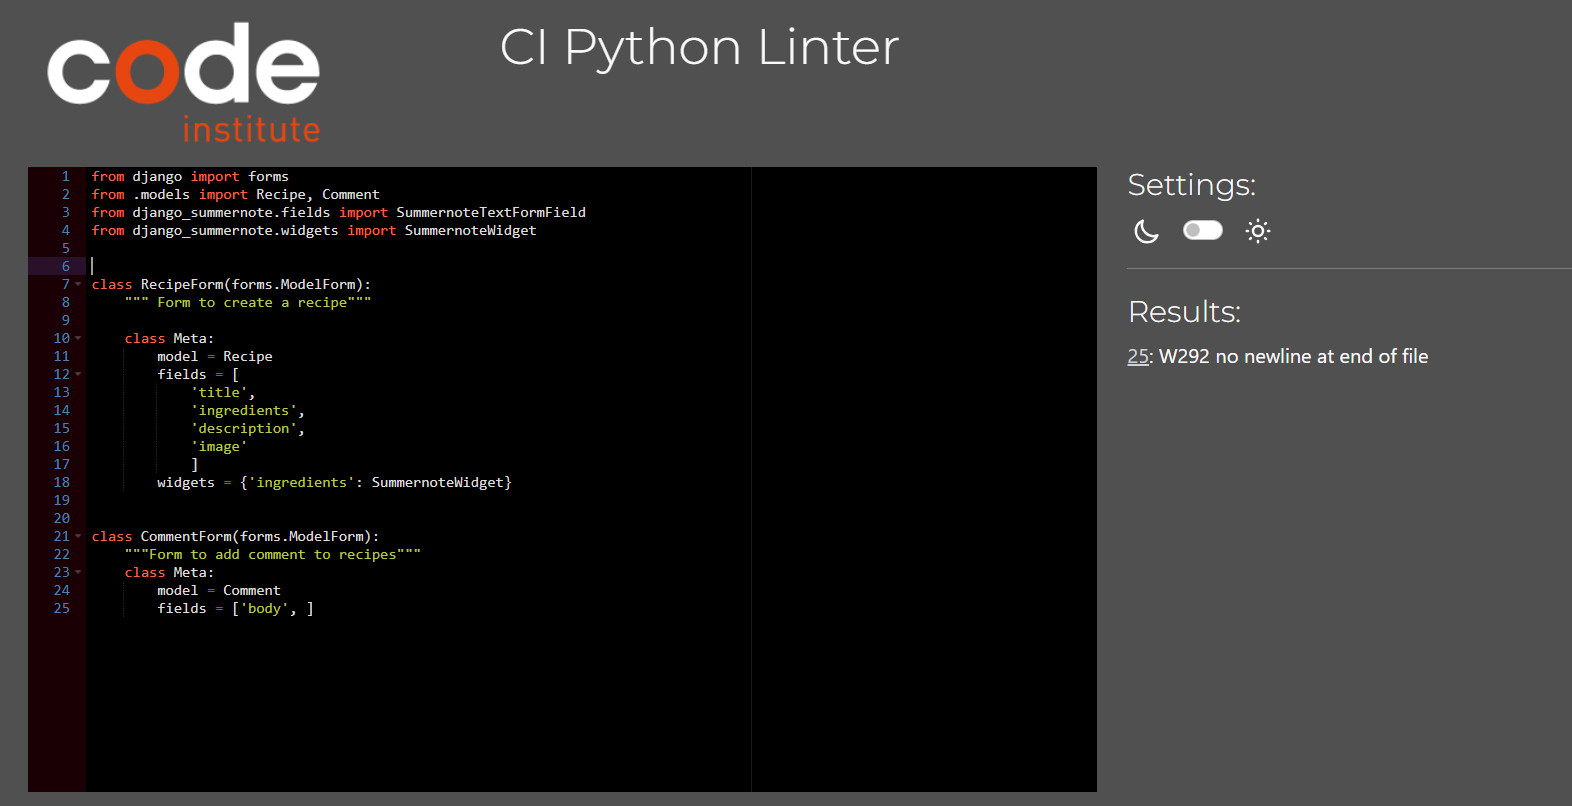 code
institute
CI Python Linter
1 from django import forms
2 from .models import Recipe, Comment
3 from django_summernote.fields import SummernoteTextFormField
4 from django_summernote.widgets import SummernoteWidget
5
6
7 class RecipeForm(forms.ModelForm):
8     """ Form to create a recipe"""
9
10     class Meta:
11         model = Recipe
12         fields = [
13             'title',
14             'ingredients',
15             'description',
16             'image'
17             ]
18         widgets = {'ingredients': SummernoteWidget}
19
20
21 class CommentForm(forms.ModelForm):
22     """Form to add comment to recipes"""
23     class Meta:
24         model = Comment
25         fields = ['body', ]
Settings:
Results:
25: W292 no newline at end of file